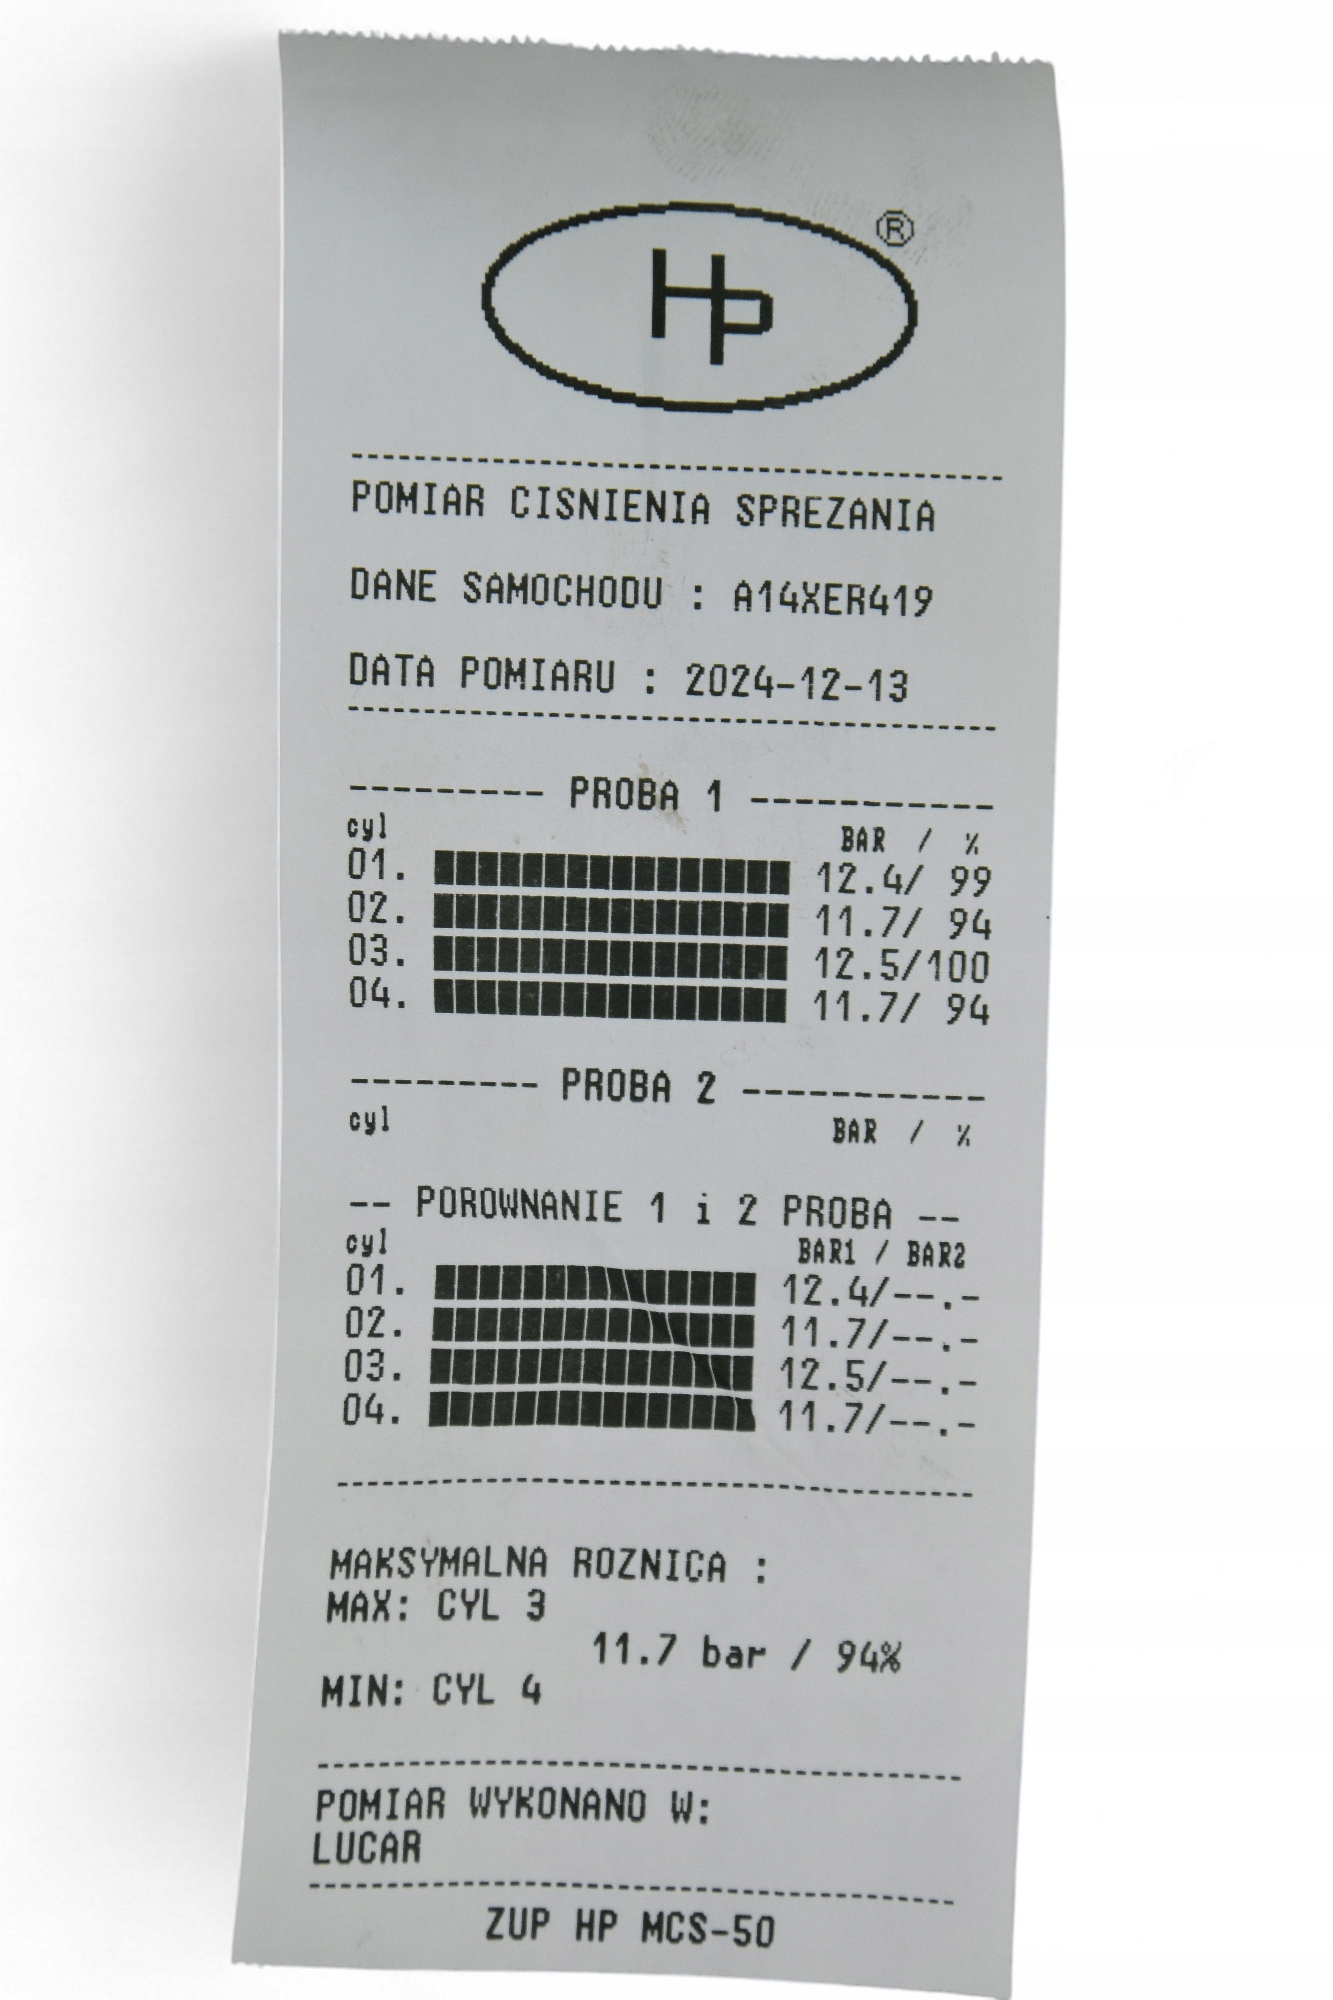 HP ®
POMIAR CISNIENIA SPREZANIA
DANE SAMOCHODU : A14XER419
DATA POMIARU : 2024-12-13
--------- PROBA 1 -----------
cyl BAR / %
01. 12.4/ 99
02. 11.7/ 94
03. 12.5/100
04. 11.7/ 94
--------- PROBA 2 -----------
cyl BAR / %
-- POROWNANIE 1 i 2 PROBA --
cyl BAR1 / BAR2
01. 12.4/--.-
02. 11.7/--.-
03. 12.5/--.-
04. 11.7/--.-
MAKSYMALNA ROZNICA :
MAX: CYL 3
11.7 bar / 94%
MIN: CYL 4
POMIAR WYKONANO W:
LUCAR
ZUP HP MCS-50